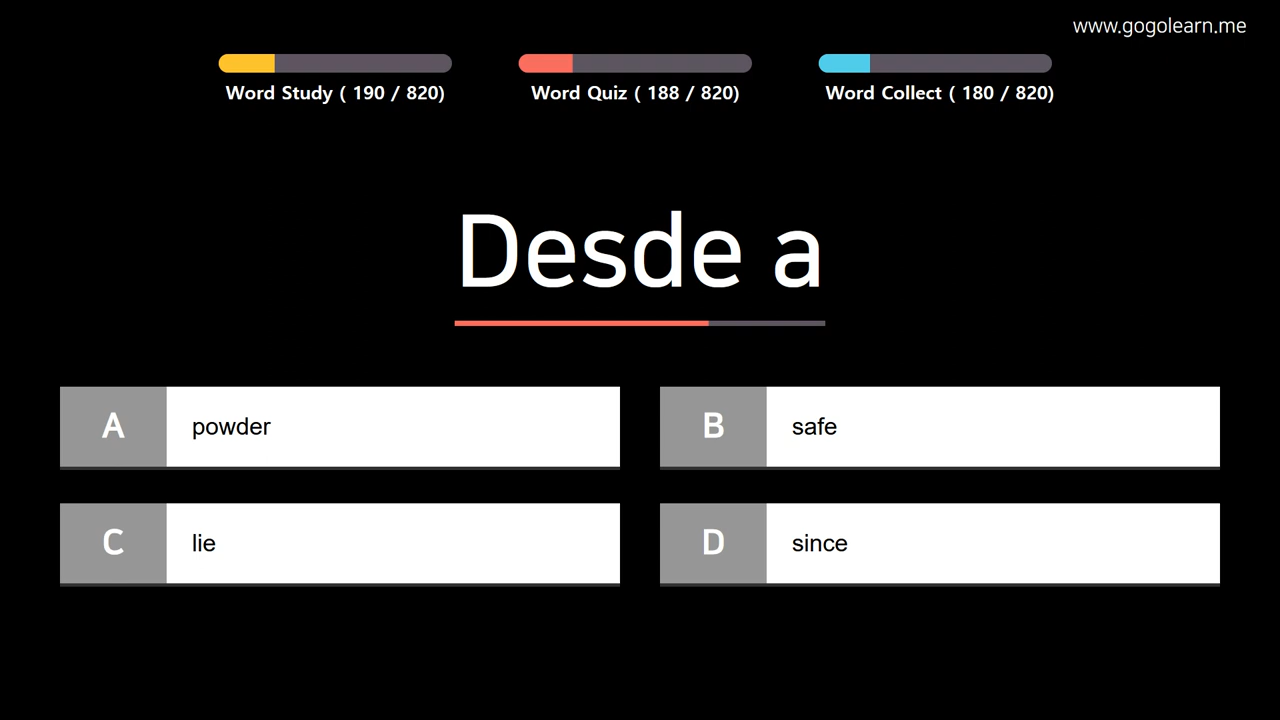 www.gogolearn.me
Word Study ( 190 / 820)
Word Quiz ( 188 / 820)
Word Collect ( 180 / 820)
Desde a
A powder
B safe
C lie
D since